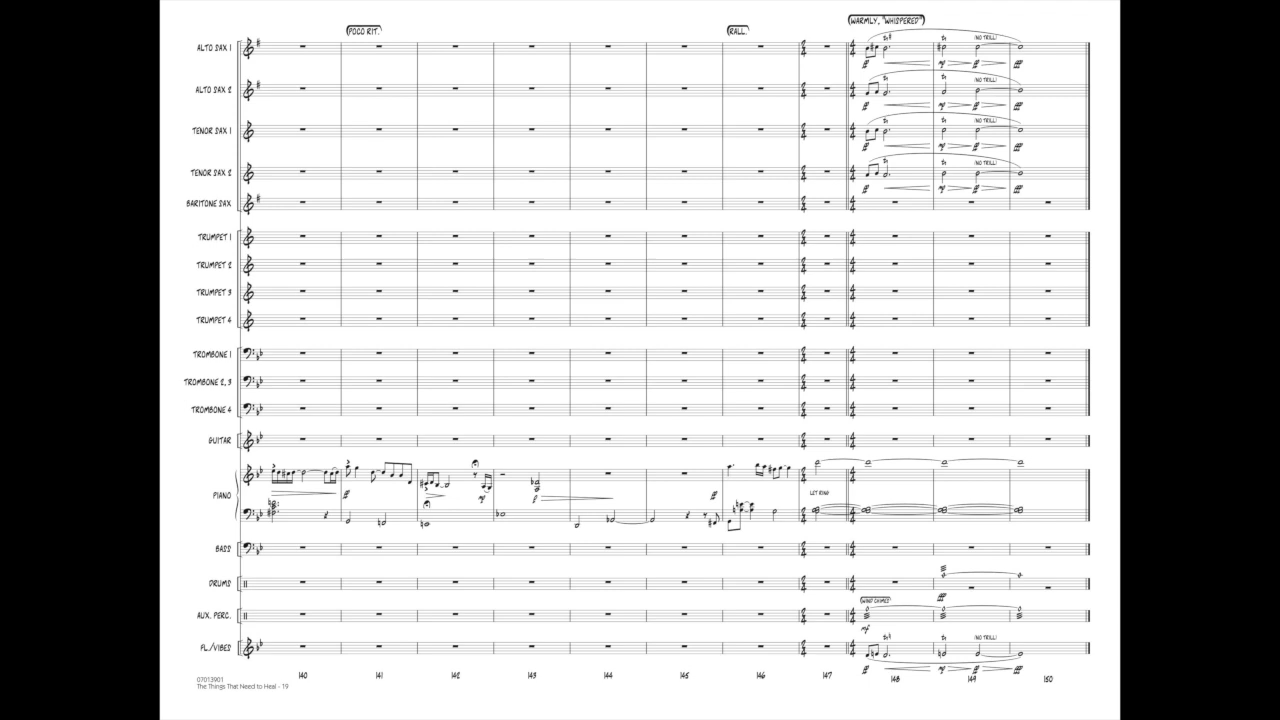 POCO RIT.
RALL.
WARMLY, "WHISPERED"
ALTO SAX 1
(NO TRILL)
ALTO SAX 2
(NO TRILL)
TENOR SAX 1
(NO TRILL)
TENOR SAX 2
(NO TRILL)
BARITONE SAX
TRUMPET 1
TRUMPET 2
TRUMPET 3
TRUMPET 4
TROMBONE 1
TROMBONE 2, 3
TROMBONE 4
GUITAR
PIANO
LET RING
BASS
DRUMS
WIND CHIMES
AUX. PERC.
FL./VIBES
(NO TRILL)
140 141 142 143 144 145 146 147 148 149 150
07013901
The Things That Need to Heal - 19